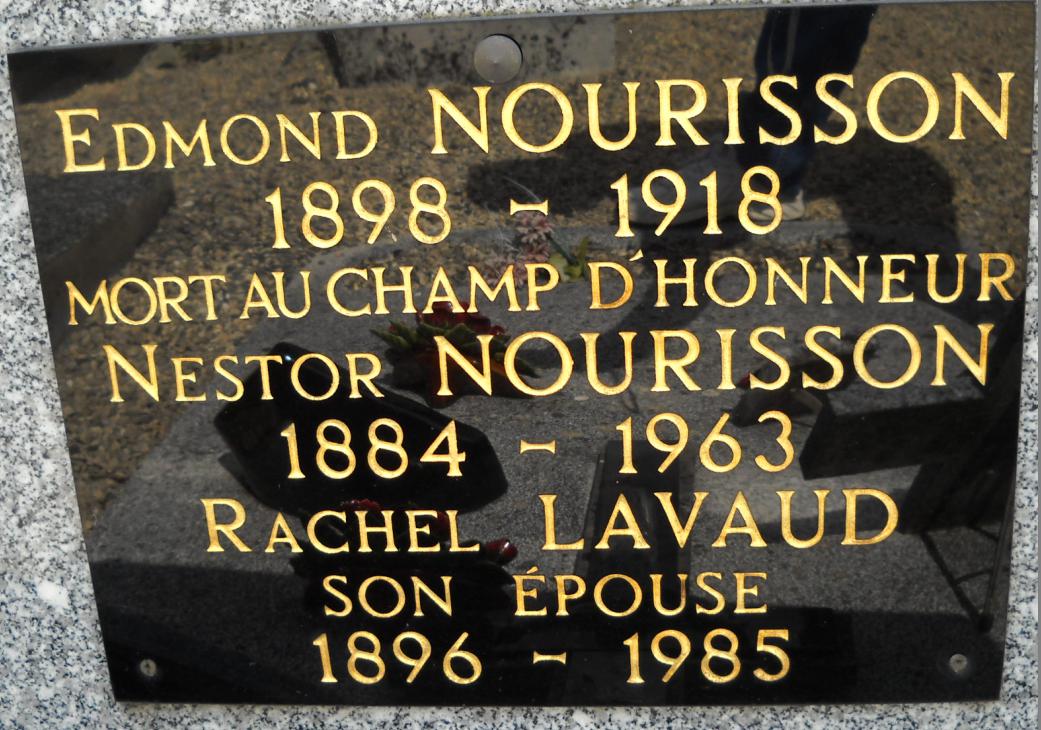 EDMOND NOURISSON
1898 - 1918
MORT AU CHAMP D'HONNEUR
NESTOR NOURISSON
1884 - 1963
RACHEL LAVAUD
SON ÉPOUSE
1896 - 1985